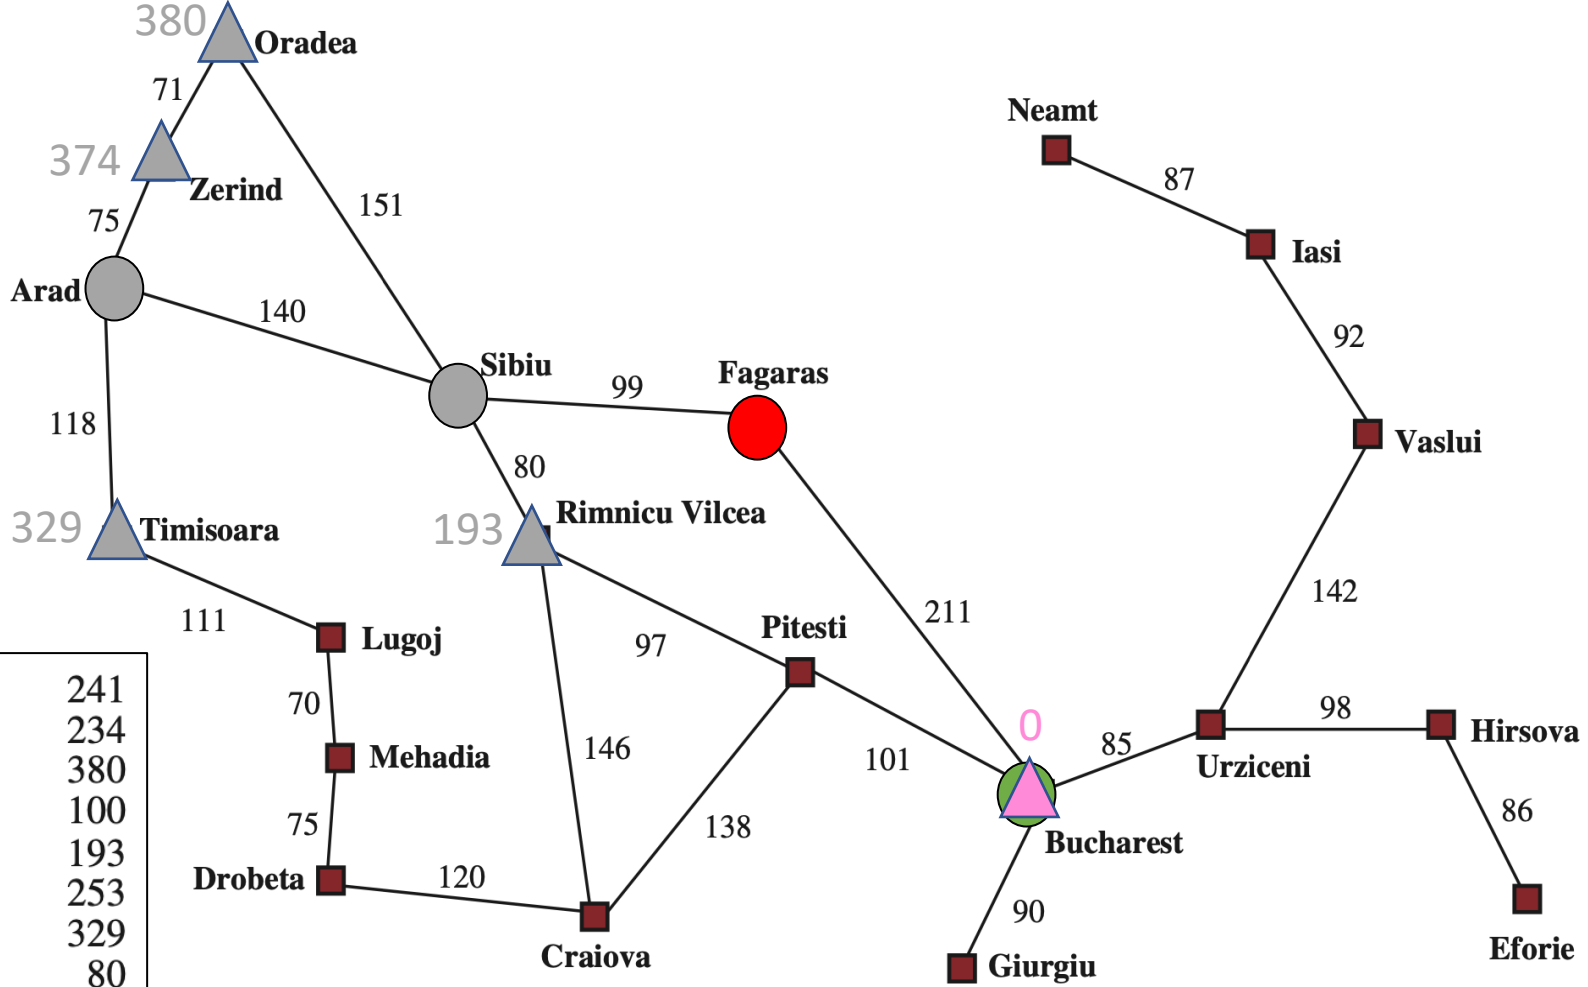 380
Oradea
71
Neamt
374
87
Zerind
151
75
Iasi
Arad
140
92
Sibiu
Fagaras
99
118
Vaslui
80
Rimnicu Vilcea
329
Timisoara
193
142
211
111
Pitesti
Lugoj
97
241
70
98
0
234
Hirsova
146
85
101
Mehadia
Urziceni
380
100
86
75
138
Bucharest
193
Drobeta
120
253
90
329
Craiova
Eforie
Giurgiu
80